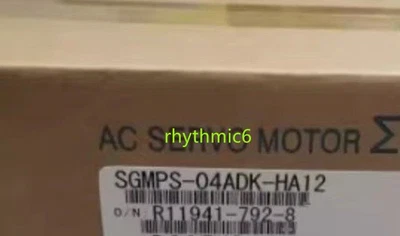 AC SERVO MOTOR Σ
rhythmic6
SGMPS-04ADK-HA12
O/N: R11941-792-8